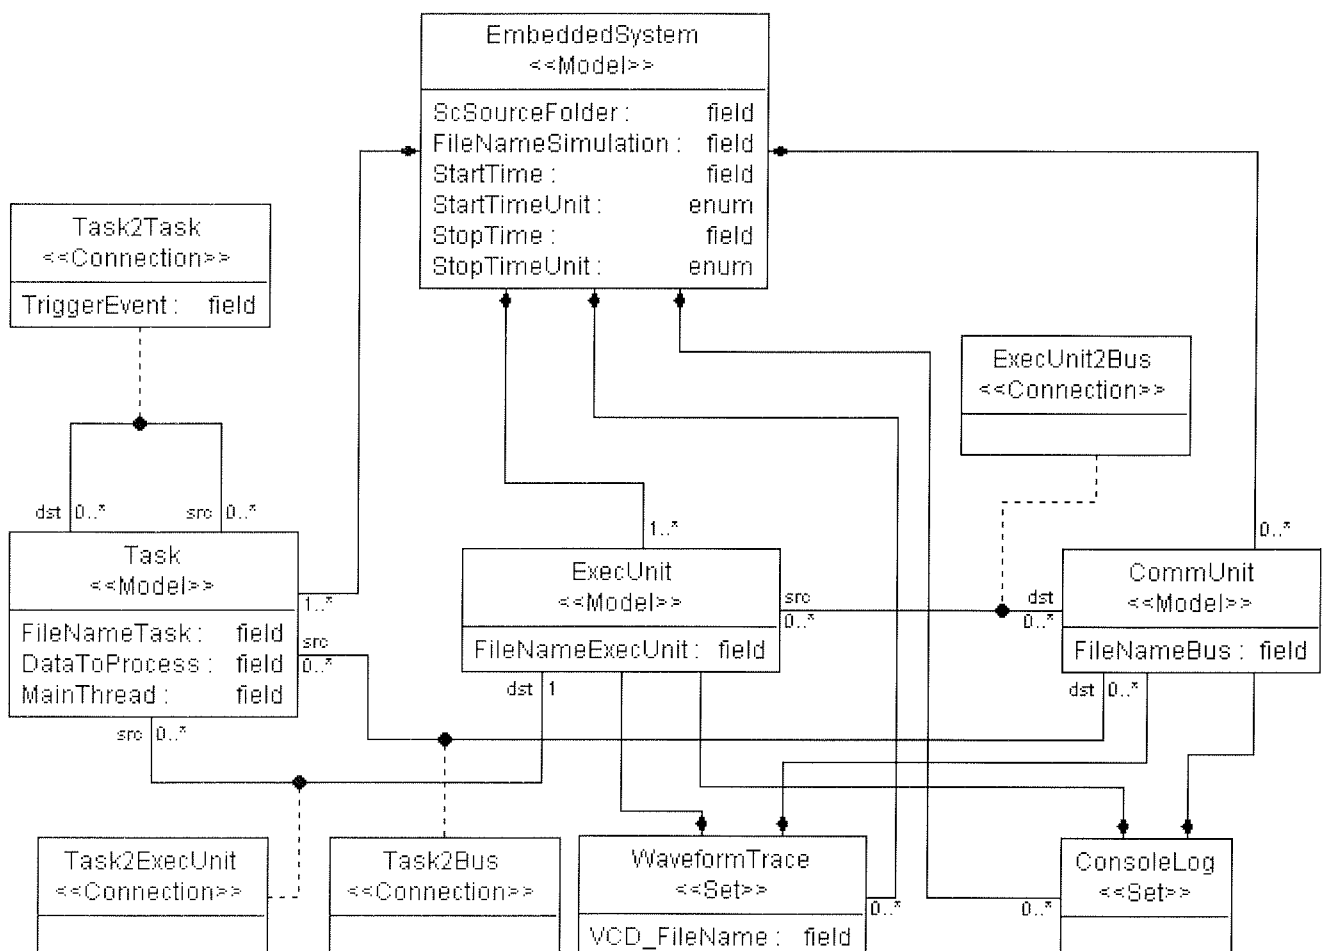 EmbeddedSystem
<<Model>>
ScSourceFolder : field
FileNameSimulation : field
StartTime : field
StartTimeUnit : enum
StopTime : field
StopTimeUnit : enum
Task2Task
<<Connection>>
TriggerEvent : field
ExecUnit2Bus
<<Connection>>
dst 0..* src 0..*
1..*
0..*
Task
<<Model>>
FileNameTask : field
DataToProcess : field
MainThread : field
1..*
src
0..*
src 0..*
ExecUnit
<<Model>>
FileNameExecUnit : field
src
0..*
dst 1
dst
0..*
CommUnit
<<Model>>
FileNameBus : field
dst 0..*
Task2ExecUnit
<<Connection>>
Task2Bus
<<Connection>>
WaveformTrace
<<Set>>
VCD_FileName : field
0..*
0..*
ConsoleLog
<<Set>>